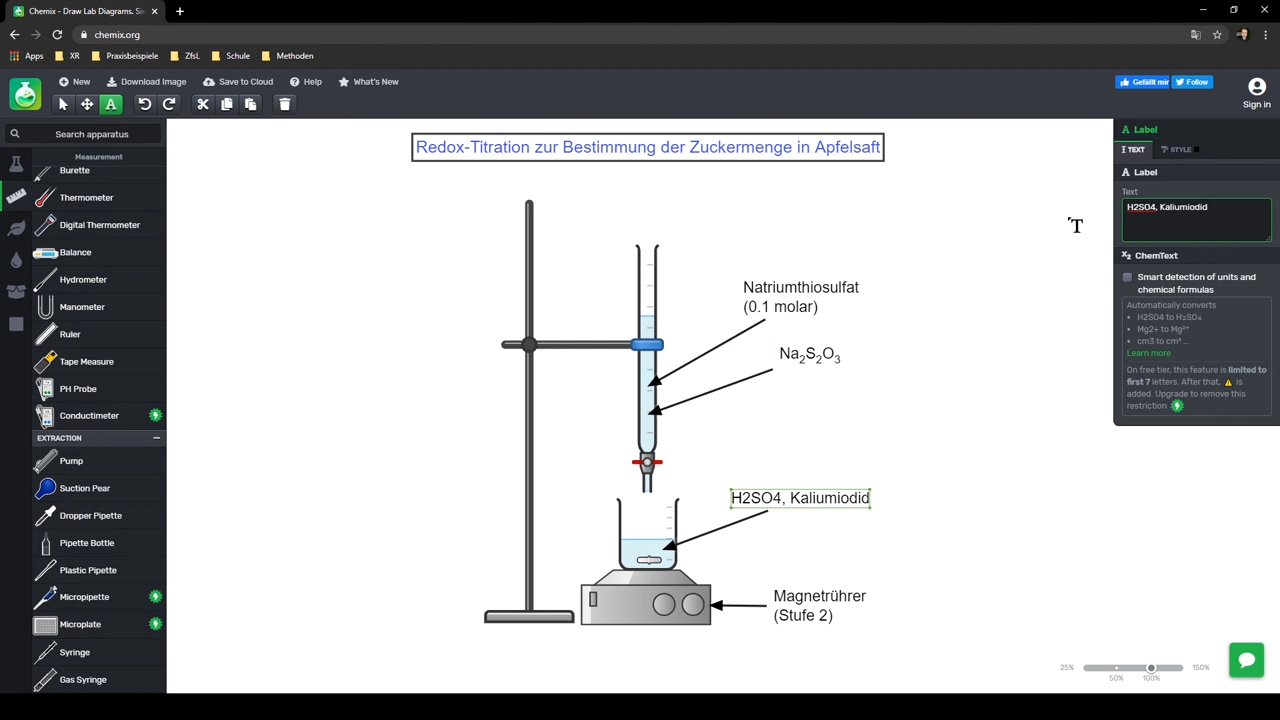 Chemix - Draw Lab Diagrams. Sim
chemix.org
Apps XR Praxisbeispiele ZfsL Schule Methoden
New Download Image Save to Cloud Help What's New
Gefällt mir Follow
Sign in
A
Search apparatus
Measurement
Burette
Thermometer
Digital Thermometer
Balance
Hydrometer
Manometer
Ruler
Tape Measure
PH Probe
Conductimeter
EXTRACTION
Pump
Suction Pear
Dropper Pipette
Pipette Bottle
Plastic Pipette
Micropipette
Microplate
Syringe
Gas Syringe
Redox-Titration zur Bestimmung der Zuckermenge in Apfelsaft
Natriumthiosulfat
(0.1 molar)
Na₂S₂O₃
H2SO4, Kaliumiodid
Magnetrührer
(Stufe 2)
A Label
TEXT STYLE
A Label
Text
H2SO4, Kaliumiodid
X₂ ChemText
Smart detection of units and
chemical formulas
Automatically converts
• H2SO4 to H₂SO₄
• Mg2+ to Mg²⁺
• cm3 to cm³ ..
Learn more
On free tier, this feature is limited to
first 7 letters. After that, ⚠ is
added. Upgrade to remove this
restriction
25% 150%
50% 100%